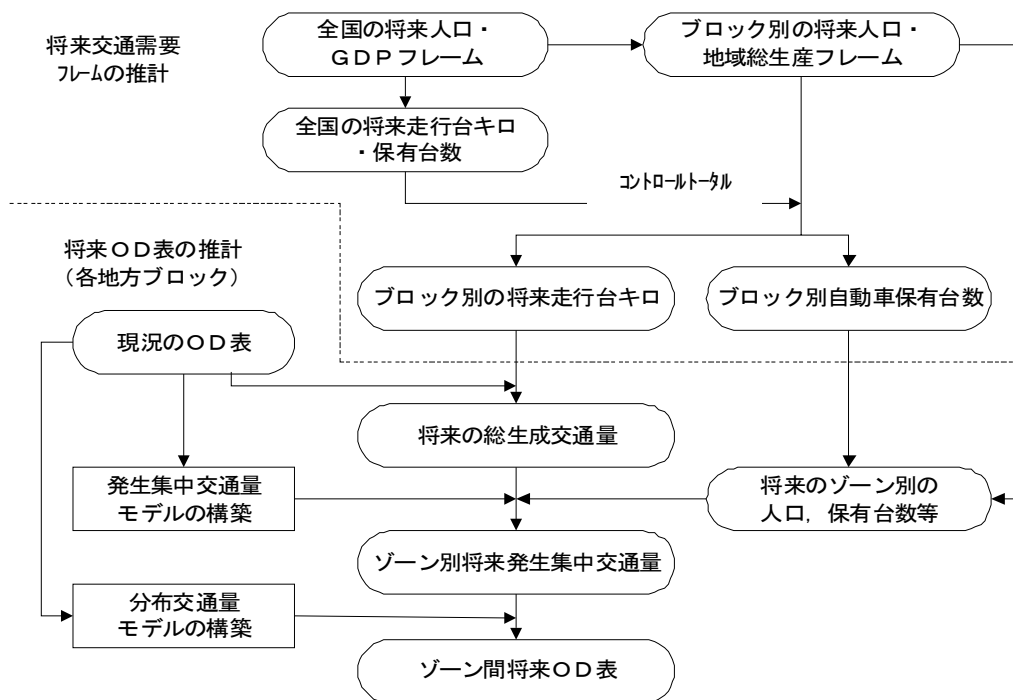 将来交通需要
フレームの推計
全国の将来人口・
ＧＤＰフレーム
ブロック別の将来人口・
地域総生産フレーム
全国の将来走行台キロ
・保有台数
コントロールトータル
将来ＯＤ表の推計
（各地方ブロック）
ブロック別の将来走行台キロ
ブロック別自動車保有台数
現況のＯＤ表
将来の総生成交通量
発生集中交通量
モデルの構築
将来のゾーン別の
人口，保有台数等
ゾーン別将来発生集中交通量
分布交通量
モデルの構築
ゾーン間将来ＯＤ表